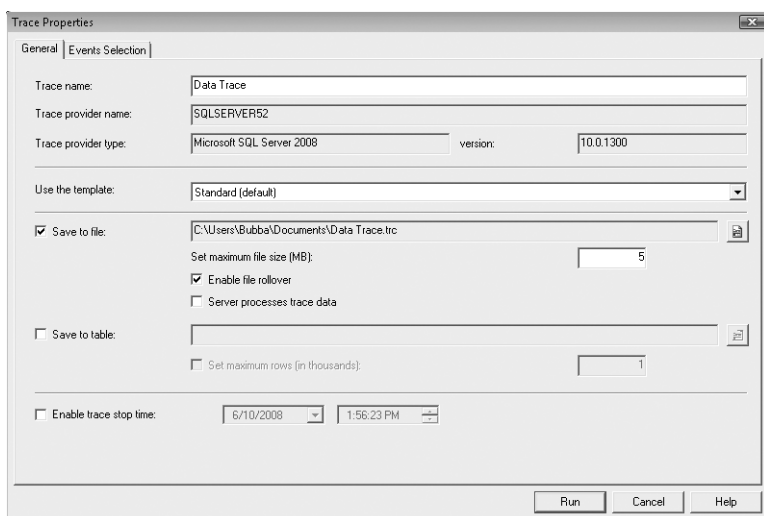 Trace Properties
General Events Selection
Trace name: Data Trace
Trace provider name: SQLSERVER52
Trace provider type: Microsoft SQL Server 2008 version: 10.0.1300
Use the template: Standard (default)
Save to file: C:\Users\Bubba\Documents\Data Trace.trc
Set maximum file size (MB): 5
Enable file rollover
Server processes trace data
Save to table:
Set maximum rows (in thousands): 1
Enable trace stop time: 6/10/2008 1:56:23 PM
Run Cancel Help